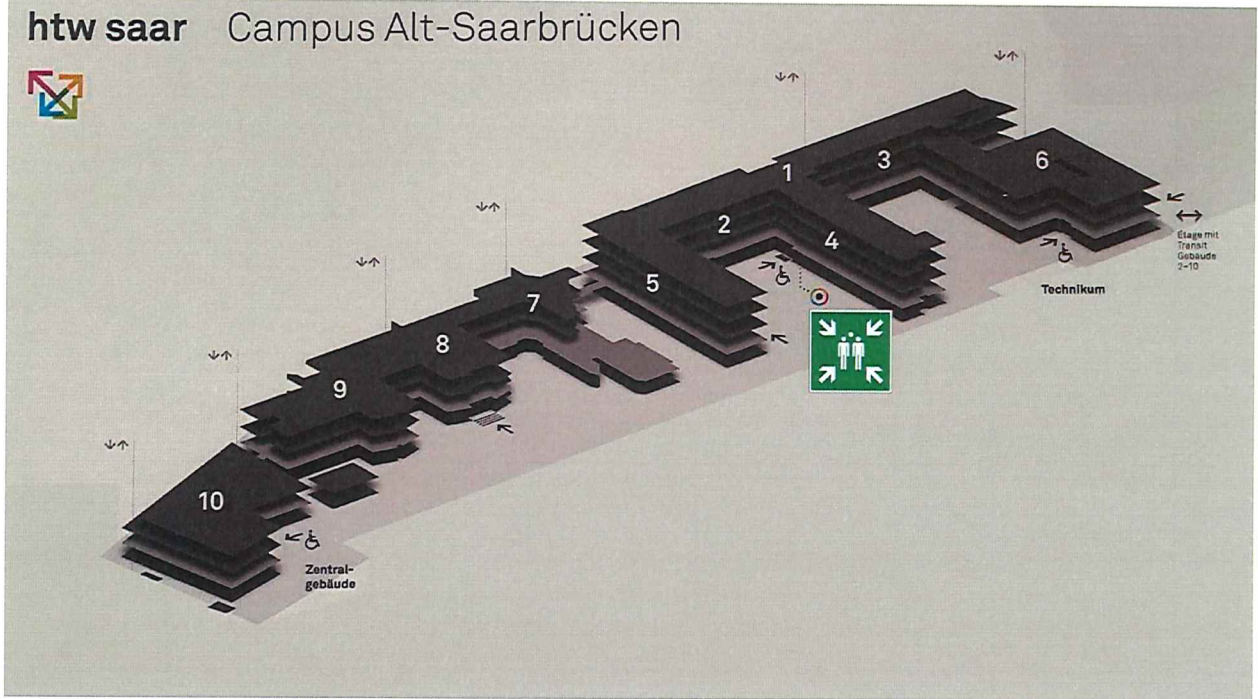 htw saar Campus Alt-Saarbrücken
1
2
3
4
5
6
7
8
9
10
Etage mit
Transit
Gebäude
2-10
Technikum
Zentral-
gebäude